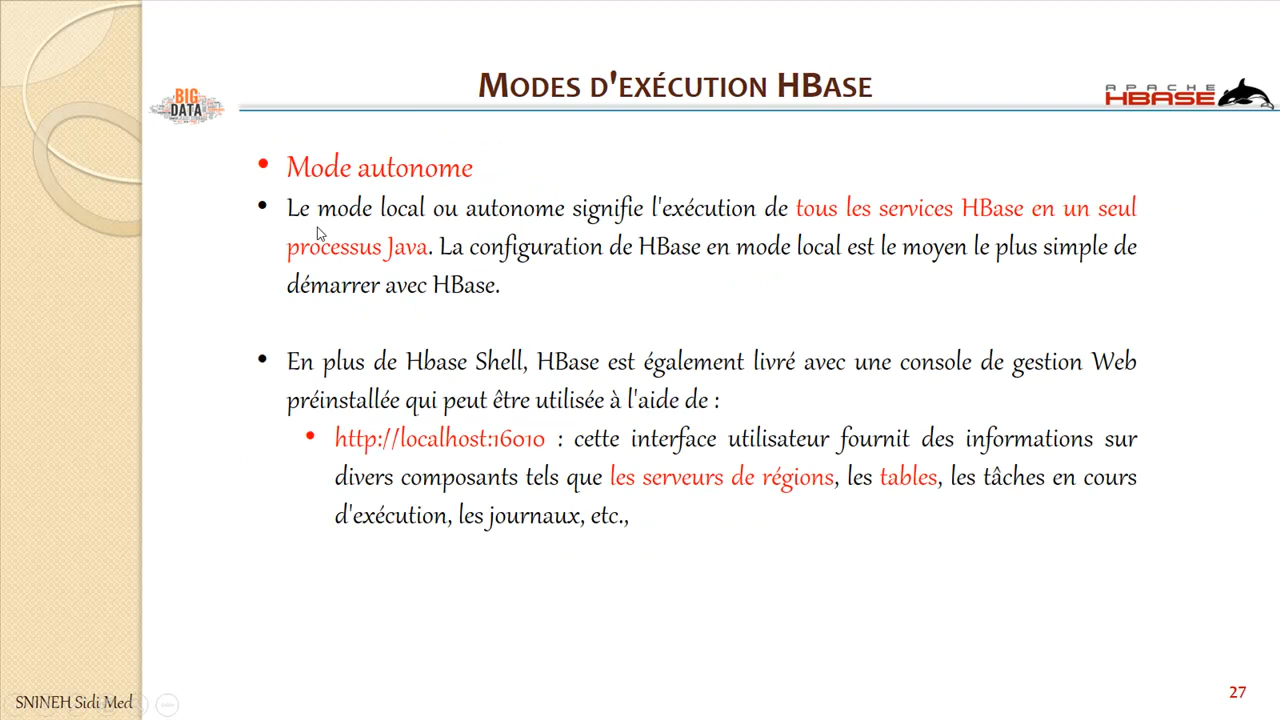 MODES D'EXÉCUTION HBASE
BIG
DATA
APACHE
HBASE
• Mode autonome
• Le mode local ou autonome signifie l'exécution de tous les services HBase en un seul
processus Java. La configuration de HBase en mode local est le moyen le plus simple de
démarrer avec HBase.
• En plus de Hbase Shell, HBase est également livré avec une console de gestion Web
préinstallée qui peut être utilisée à l'aide de :
• http://localhost:16010 : cette interface utilisateur fournit des informations sur
divers composants tels que les serveurs de régions, les tables, les tâches en cours
d'exécution, les journaux, etc.,
SNINEH Sidi Med
27